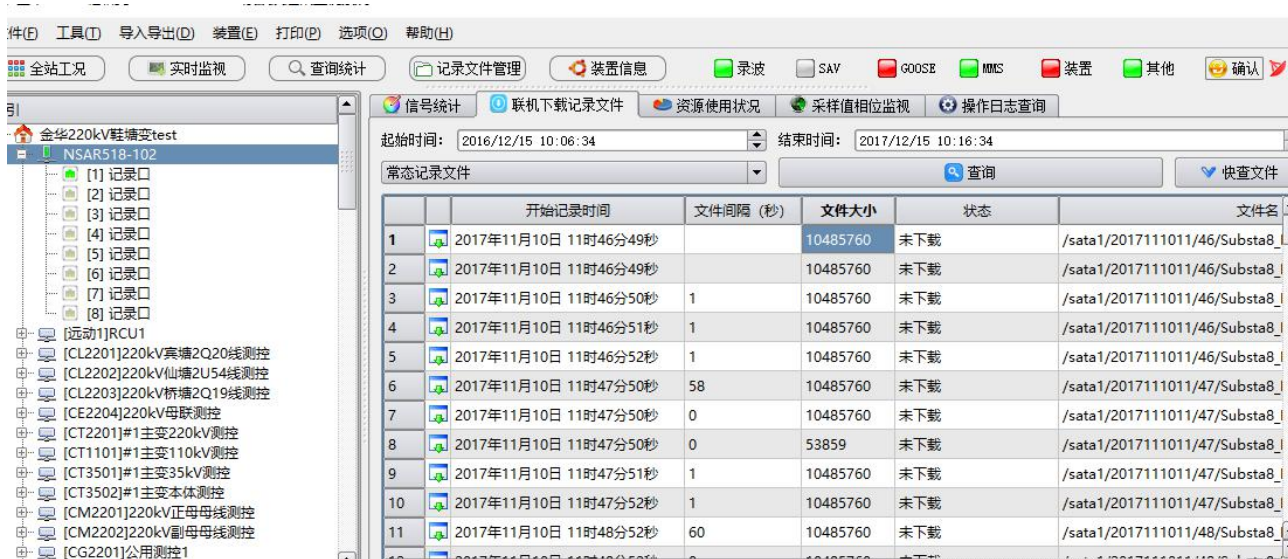 件(F) 工具(T) 导入导出(D) 装置(E) 打印(P) 选项(O) 帮助(H)
全站工况 实时监视 查询统计 记录文件管理 装置信息 录波 SAV GOOSE MMS 装置 其他 确认
引 信号统计 联机下载记录文件 资源使用状况 采样值相位监视 操作日志查询
金华220kV鞋塘变test
NSAR518-102
[1] 记录口
[2] 记录口
[3] 记录口
[4] 记录口
[5] 记录口
[6] 记录口
[7] 记录口
[8] 记录口
[远动1]RCU1
[CL2201]220kV宾塘2Q20线测控
[CL2202]220kV仙塘2U54线测控
[CL2203]220kV桥塘2Q19线测控
[CE2204]220kV母联测控
[CT2201]#1主变220kV测控
[CT1101]#1主变110kV测控
[CT3501]#1主变35kV测控
[CT3502]#1主变本体测控
[CM2201]220kV正母母线测控
[CM2202]220kV副母母线测控
[CG2201]公用测控1
起始时间: 2016/12/15 10:06:34 结束时间: 2017/12/15 10:16:34
常态记录文件 查询 快查文件
开始记录时间 文件间隔 (秒) 文件大小 状态 文件名
1 2017年11月10日 11时46分49秒 10485760 未下载 /sata1/2017111011/46/Substa8_
2 2017年11月10日 11时46分49秒 10485760 未下载 /sata1/2017111011/46/Substa8_
3 2017年11月10日 11时46分50秒 1 10485760 未下载 /sata1/2017111011/46/Substa8_
4 2017年11月10日 11时46分51秒 1 10485760 未下载 /sata1/2017111011/46/Substa8_
5 2017年11月10日 11时46分52秒 1 10485760 未下载 /sata1/2017111011/46/Substa8_
6 2017年11月10日 11时47分50秒 58 10485760 未下载 /sata1/2017111011/47/Substa8_
7 2017年11月10日 11时47分50秒 0 10485760 未下载 /sata1/2017111011/47/Substa8_
8 2017年11月10日 11时47分50秒 0 53859 未下载 /sata1/2017111011/47/Substa8_
9 2017年11月10日 11时47分51秒 1 10485760 未下载 /sata1/2017111011/47/Substa8_
10 2017年11月10日 11时47分52秒 1 10485760 未下载 /sata1/2017111011/47/Substa8_
11 2017年11月10日 11时48分52秒 60 10485760 未下载 /sata1/2017111011/48/Substa8_